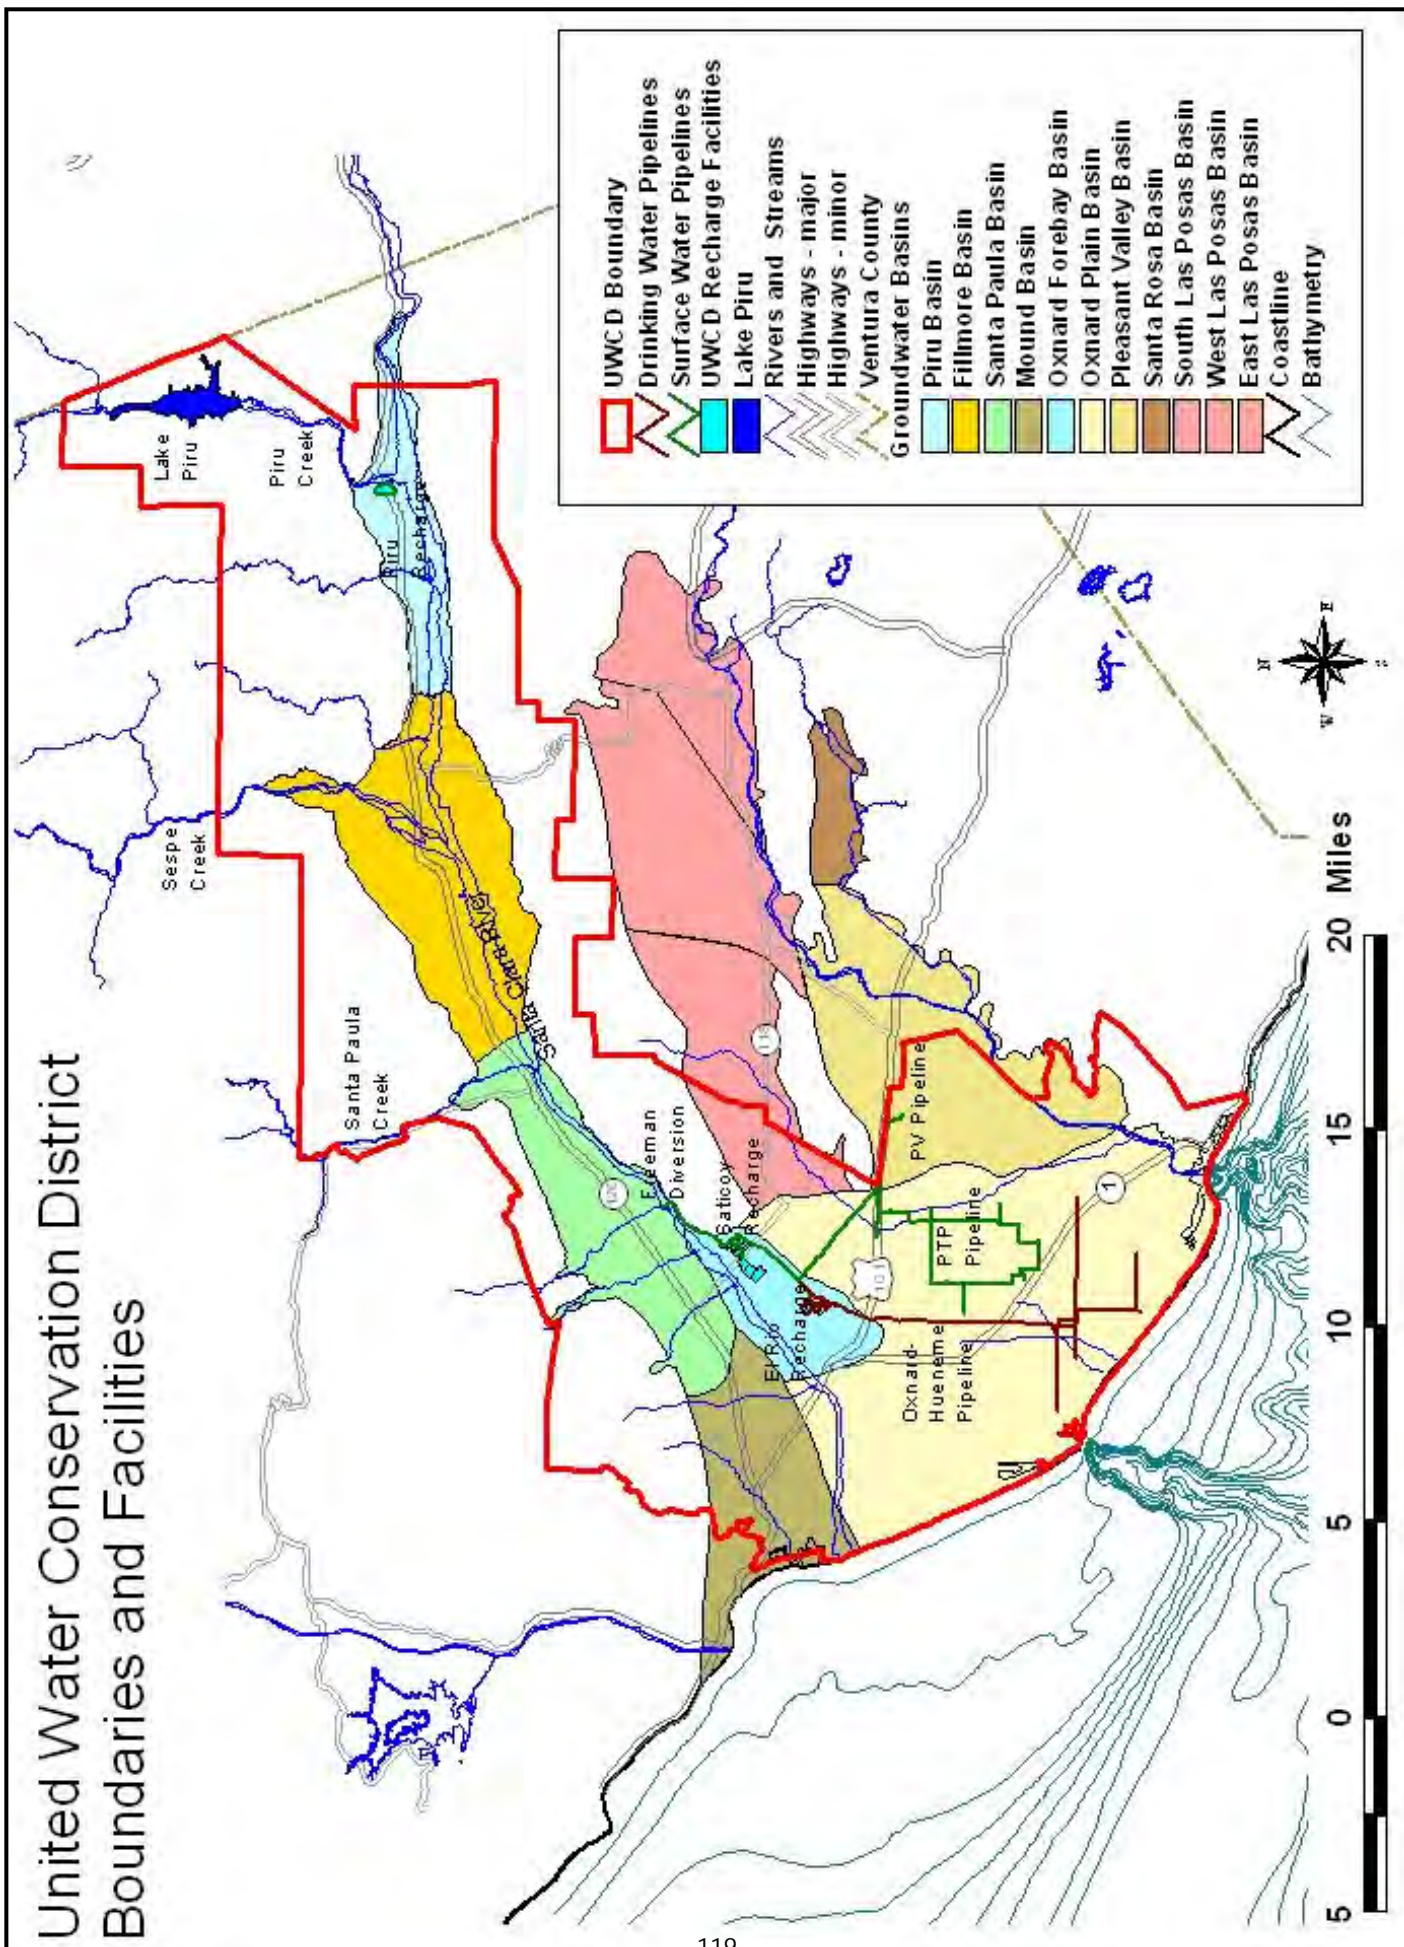 United Water Conservation District
Boundaries and Facilities
Lake
Piru
Piru
Creek
Sespe
Creek
Santa Paula
Creek
Piru
Recharge
Santa Clara River
Freeman
Diversion
Saticoy
Recharge
El Rio
Recharge
PV Pipeline
PTP
Pipeline
Oxnard-
Hueneme
Pipeline
126
118
101
1
UWCD Boundary
Drinking Water Pipelines
Surface Water Pipelines
UWCD Recharge Facilities
Lake Piru
Rivers and Streams
Highways - major
Highways - minor
Ventura County
Groundwater Basins
Piru Basin
Fillmore Basin
Santa Paula Basin
Mound Basin
Oxnard Forebay Basin
Oxnard Plain Basin
Pleasant Valley Basin
Santa Rosa Basin
South Las Posas Basin
West Las Posas Basin
East Las Posas Basin
Coastline
Bathymetry
N
W E
S
5 0 5 10 15 20 Miles
119